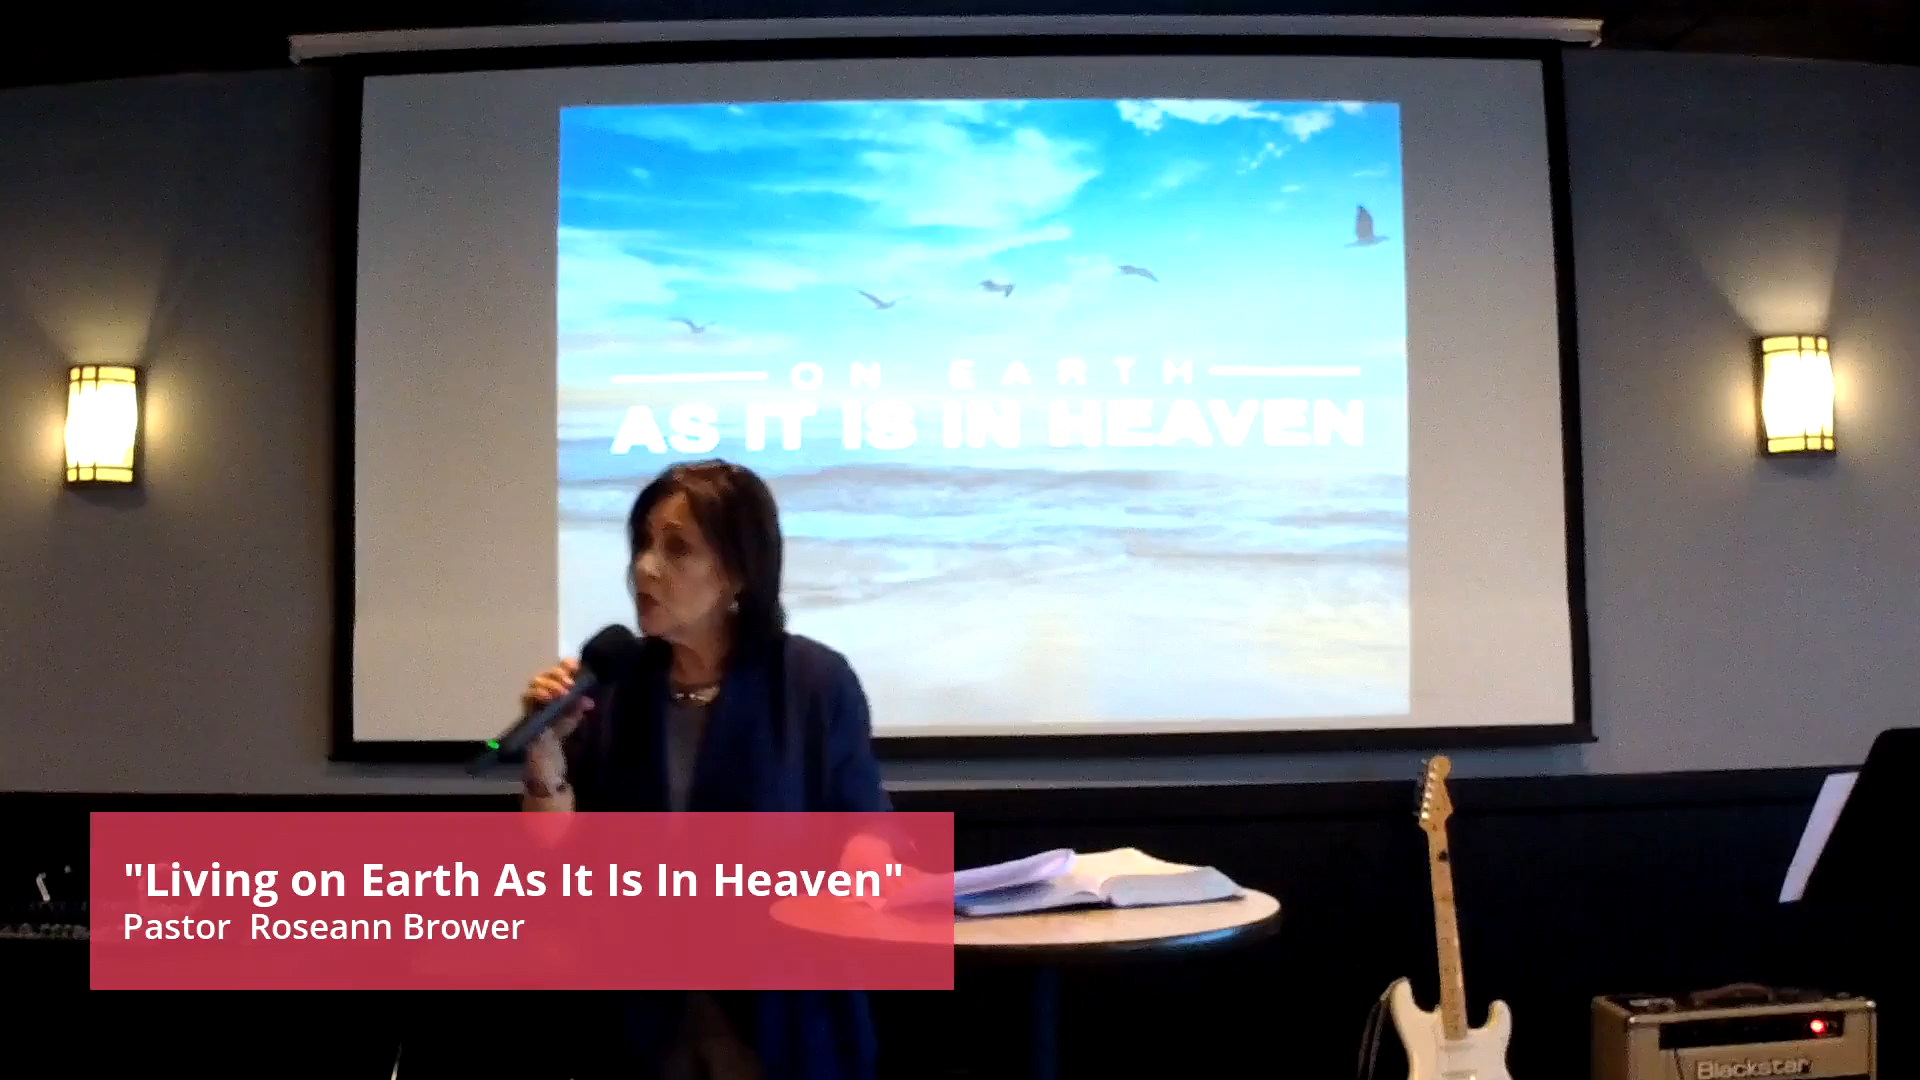 ON EARTH
AS IT IS IN HEAVEN
"Living on Earth As It Is In Heaven"
Pastor Roseann Brower
Blackstar